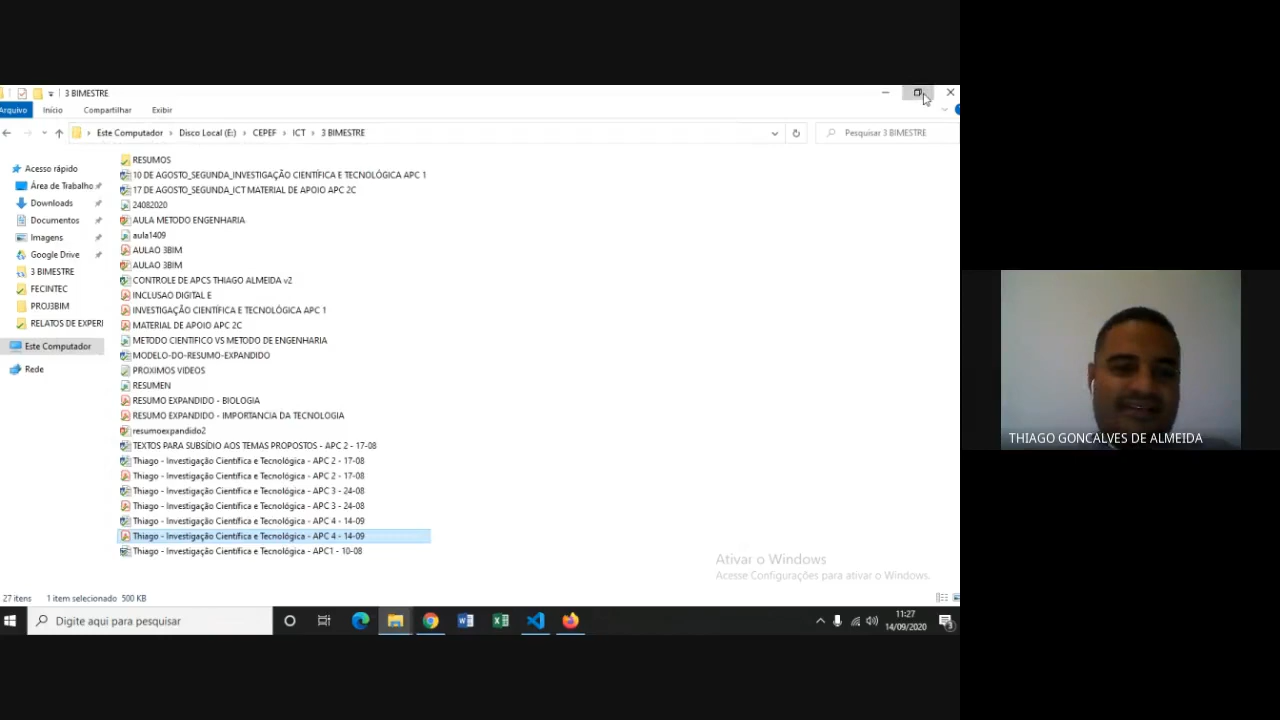 3 BIMESTRE
Arquivo
Início
Compartilhar
Exibir
Este Computador
Disco Local (E:)
CEPEF
ICT
3 BIMESTRE
Pesquisar 3 BIMESTRE
Acesso rápido
Área de Trabalho
Downloads
Documentos
Imagens
Google Drive
3 BIMESTRE
FECINTEC
PROJ3BIM
RELATOS DE EXPERI
Este Computador
Rede
RESUMOS
10 DE AGOSTO_SEGUNDA_INVESTIGAÇÃO CIENTÍFICA E TECNOLÓGICA APC 1
17 DE AGOSTO_SEGUNDA_ICT MATERIAL DE APOIO APC 2C
24082020
AULA METODO ENGENHARIA
aula1409
AULAO 3BIM
AULAO 3BIM
CONTROLE DE APCS THIAGO ALMEIDA v2
INCLUSAO DIGITAL E
INVESTIGAÇÃO CIENTÍFICA E TECNOLÓGICA APC 1
MATERIAL DE APOIO APC 2C
METODO CIENTIFICO VS METODO DE ENGENHARIA
MODELO-DO-RESUMO-EXPANDIDO
PROXIMOS VIDEOS
RESUMEN
RESUMO EXPANDIDO - BIOLOGIA
RESUMO EXPANDIDO - IMPORTANCIA DA TECNOLOGIA
resumoexpandido2
TEXTOS PARA SUBSÍDIO AOS TEMAS PROPOSTOS - APC 2 - 17-08
Thiago - Investigação Científica e Tecnológica - APC 2 - 17-08
Thiago - Investigação Científica e Tecnológica - APC 2 - 17-08
Thiago - Investigação Científica e Tecnológica - APC 3 - 24-08
Thiago - Investigação Científica e Tecnológica - APC 3 - 24-08
Thiago - Investigação Científica e Tecnológica - APC 4 - 14-09
Thiago - Investigação Científica e Tecnológica - APC 4 - 14-09
Thiago - Investigação Científica e Tecnológica - APC1 - 10-08
Ativar o Windows
Acesse Configurações para ativar o Windows.
27 itens 1 item selecionado 500 KB
Digite aqui para pesquisar
11:27
14/09/2020
3
THIAGO GONCALVES DE ALMEIDA